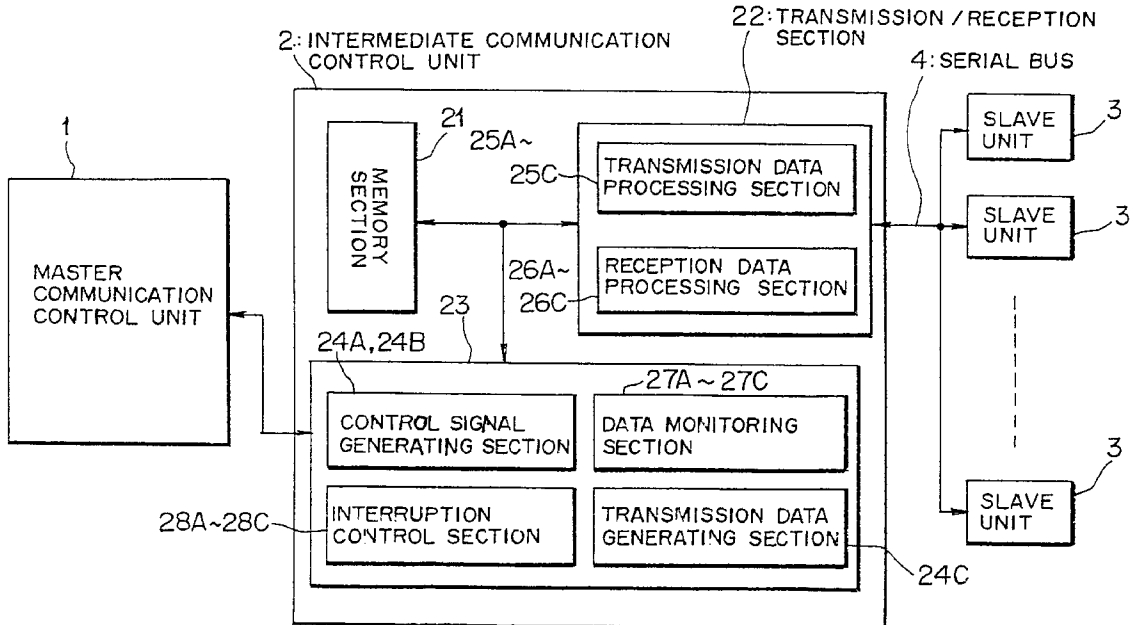 22: TRANSMISSION / RECEPTION
SECTION
2: INTERMEDIATE COMMUNICATION
CONTROL UNIT
4: SERIAL BUS
1
21
25A~
25C
MEMORY
SECTION
TRANSMISSION DATA
PROCESSING SECTION
SLAVE
UNIT
3
SLAVE
UNIT
3
MASTER
COMMUNICATION
CONTROL UNIT
26A~
26C
RECEPTION DATA
PROCESSING SECTION
23
24A, 24B
27A~27C
CONTROL SIGNAL
GENERATING SECTION
DATA MONITORING
SECTION
SLAVE
UNIT
3
28A~28C
INTERRUPTION
CONTROL SECTION
TRANSMISSION DATA
GENERATING SECTION
24C